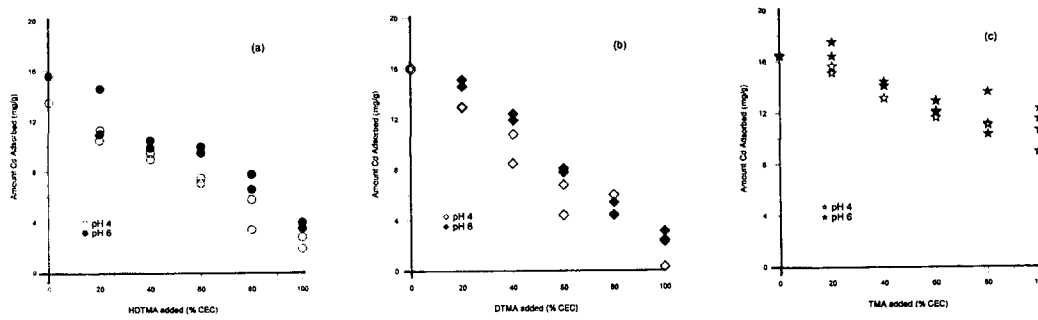 20
16
12
8
4
0
Amount Cd Adsorbed (mg/g)
(a)
pH 4
pH 6
0 20 40 60 80 100
HDTMA added (% CEC)
20
16
12
8
4
0
Amount Cd Adsorbed (mg/g)
(b)
pH 4
pH 6
0 20 40 60 80 100
DTMA added (% CEC)
20
16
12
8
4
0
Amount Cd Adsorbed (mg/g)
(c)
pH 4
pH 6
0 20 40 60 80 100
TMA added (% CEC)